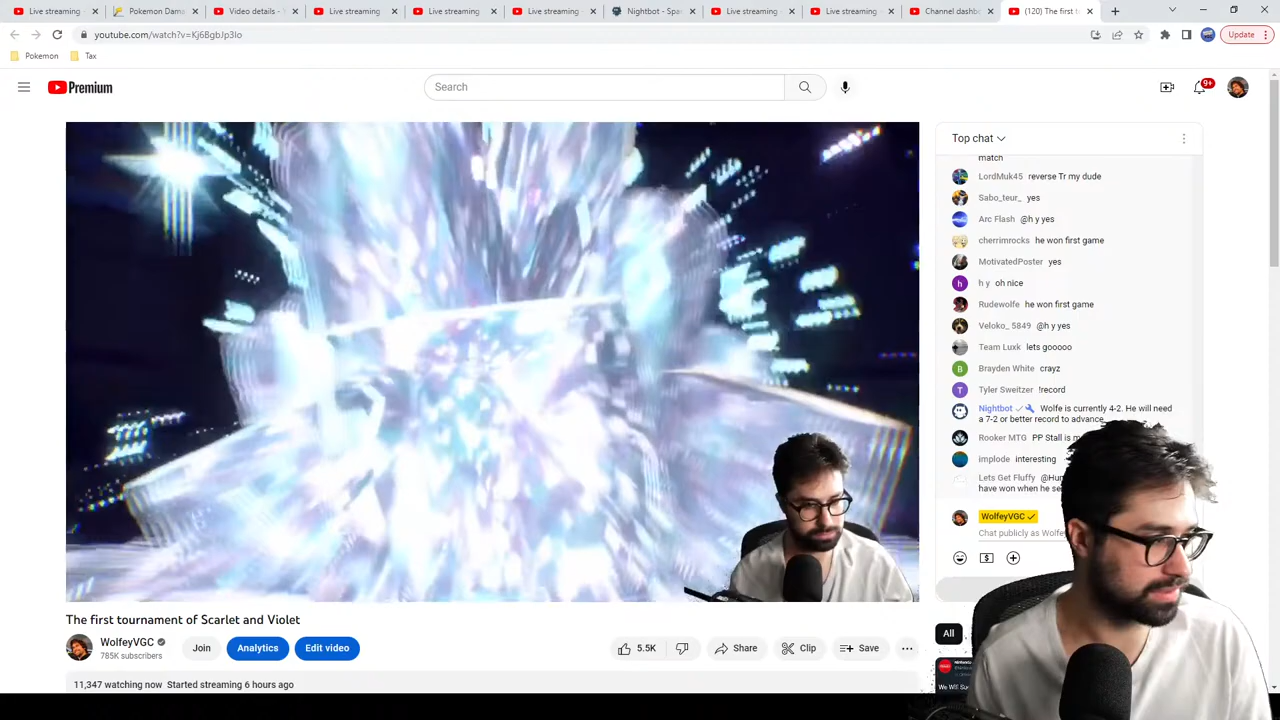 Live streaming
Pokemon Dama
Video details - Y
Live streaming
Live streaming
Live streaming
Nightbot - Spa
Live streaming
Live streaming
Channel dashb
(120) The first t
youtube.com/watch?v=Kj6BgbJp3Io
Update
Pokemon
Tax
Premium
Search
9+
Top chat
match
LordMuk45 reverse Tr my dude
Sabo_teur_ yes
Arc Flash @h y yes
cherrimrocks he won first game
MotivatedPoster yes
h y oh nice
Rudewolfe he won first game
Veloko_ 5849 @h y yes
Team Luxk lets gooooo
B Brayden White crayz
T Tyler Sweitzer !record
Nightbot Wolfe is currently 4-2. He will need
a 7-2 or better record to advance
Rooker MTG PP Stall is
implode interesting
Lets Get Fluffy
have won when he
WolfeyVGC
Chat publicly as
All
The first tournament of Scarlet and Violet
WolfeyVGC
785K subscribers
Join
Analytics
Edit video
5.5K
Share
Clip
Save
11,347 watching now Started streaming 6 hours ago